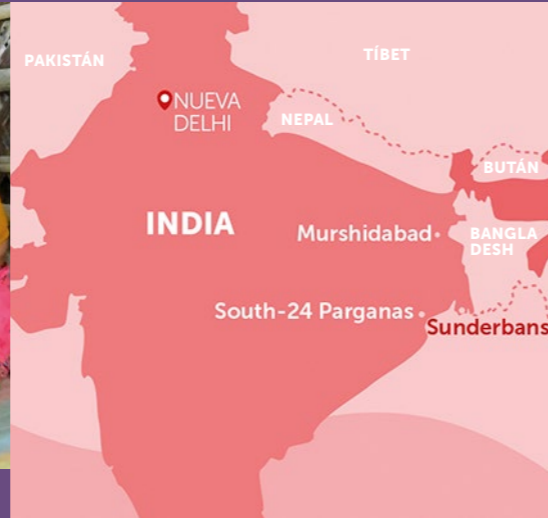 PAKISTÁN
TÍBET
NUEVA
DELHI
NEPAL
BUTÁN
INDIA
Murshidabad
BANGLA
DESH
South-24 Parganas
Sunderbans